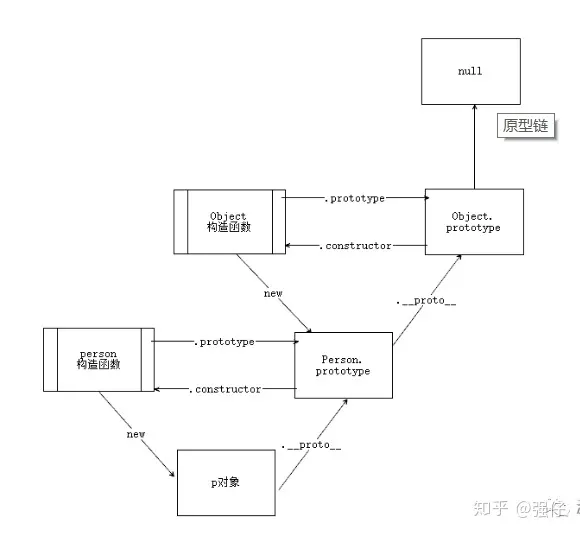 null
原型链
.prototype
Object
构造函数
Object.
prototype
.constructor
new
.__proto__
person
构造函数
.prototype
Person.
prototype
.constructor
new
.__proto__
p对象
知乎 @强仔